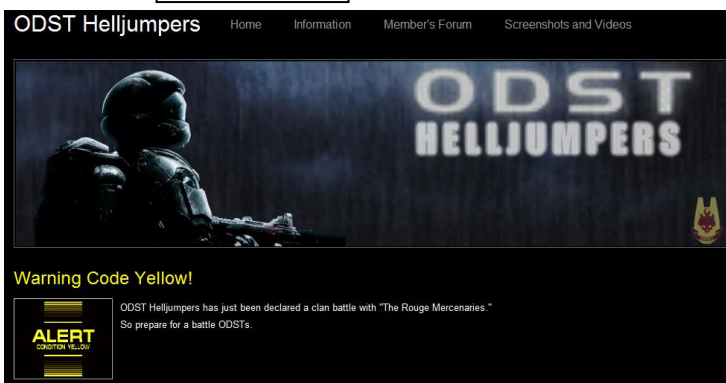 ODST Helljumpers Home Information Member's Forum Screenshots and Videos
ODST
HELLJUMPERS
Warning Code Yellow!
ALERT
CONDITION YELLOW
ODST Helljumpers has just been declared a clan battle with "The Rouge Mercenaries."
So prepare for a battle ODSTs.